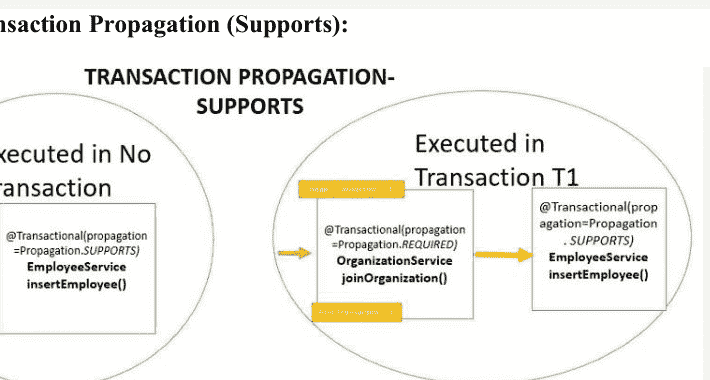 nsaction Propagation (Supports):
TRANSACTION PROPAGATION-
SUPPORTS
xecuted in No
ransaction
@Transactional(propagation
=Propagation.SUPPORTS)
EmployeeService
insertEmployee()
Executed in
Transaction T1
@Transactional(propagation
=Propagation.REQUIRED)
OrganizationService
joinOrganization()
@Transactional(prop
agation=Propagation
. SUPPORTS)
EmployeeService
insertEmployee()